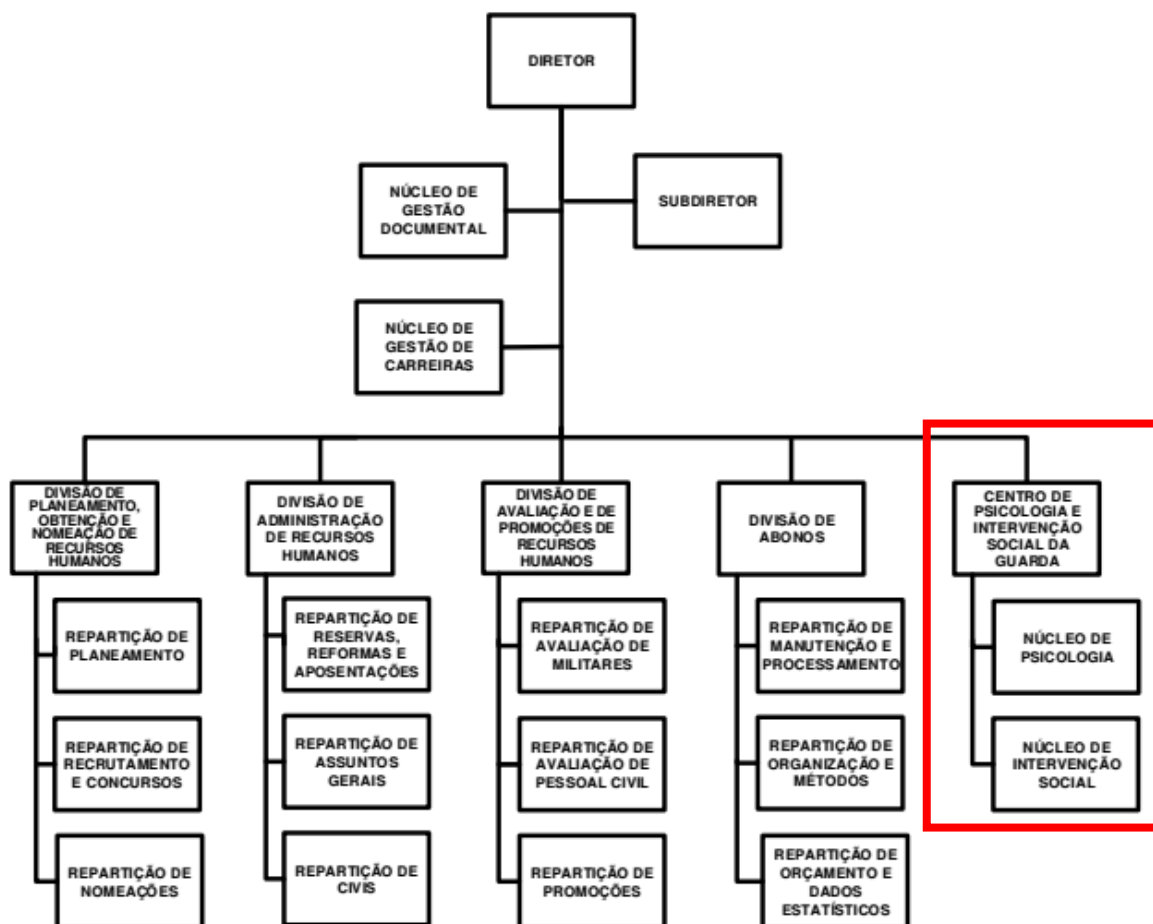 DIRETOR
NÚCLEO DE
GESTÃO
DOCUMENTAL
SUBDIRETOR
NÚCLEO DE
GESTÃO DE
CARREIRAS
DIVISÃO DE
PLANEAMENTO,
OBTENÇÃO E
NOMEAÇÃO DE
RECURSOS
HUMANOS
REPARTIÇÃO DE
PLANEAMENTO
REPARTIÇÃO DE
RECRUTAMENTO
E CONCURSOS
REPARTIÇÃO DE
NOMEAÇÕES
DIVISÃO DE
ADMINISTRAÇÃO
DE RECURSOS
HUMANOS
REPARTIÇÃO DE
RESERVAS,
REFORMAS E
APOSENTAÇÕES
REPARTIÇÃO DE
ASSUNTOS
GERAIS
REPARTIÇÃO DE
CIVIS
DIVISÃO DE
AVALIAÇÃO E DE
PROMOÇÕES DE
RECURSOS
HUMANOS
REPARTIÇÃO DE
AVALIAÇÃO DE
MILITARES
REPARTIÇÃO DE
AVALIAÇÃO DE
PESSOAL CIVIL
REPARTIÇÃO DE
PROMOÇÕES
DIVISÃO DE
ABONOS
REPARTIÇÃO DE
MANUTENÇÃO E
PROCESSAMENTO
REPARTIÇÃO DE
ORGANIZAÇÃO E
MÉTODOS
REPARTIÇÃO DE
ORÇAMENTO E
DADOS
ESTATÍSTICOS
CENTRO DE
PSICOLOGIA E
INTERVENÇÃO
SOCIAL DA
GUARDA
NÚCLEO DE
PSICOLOGIA
NÚCLEO DE
INTERVENÇÃO
SOCIAL